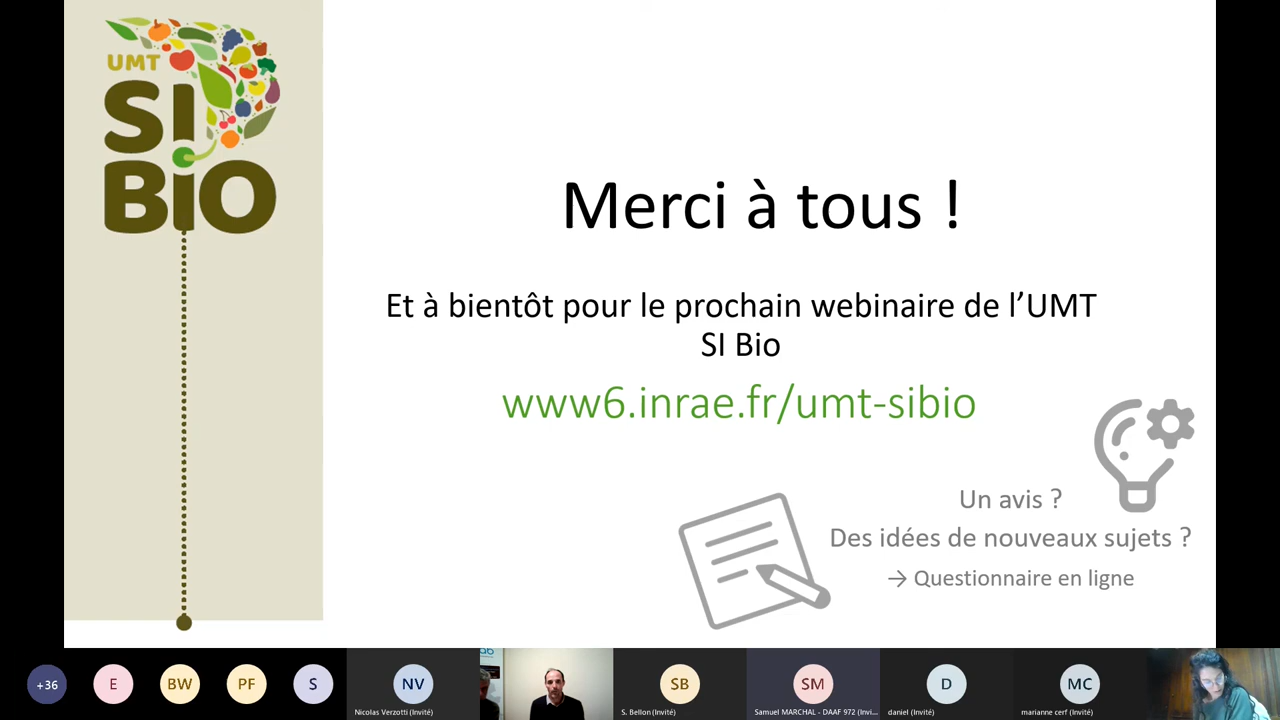 UMT
SI
BIO
Merci à tous !
Et à bientôt pour le prochain webinaire de l’UMT
SI Bio
www6.inrae.fr/umt-sibio
Un avis ?
Des idées de nouveaux sujets ?
→ Questionnaire en ligne
+36
E
BW
PF
S
NV
SB
SM
D
MC
Nicolas Verzotti (Invité)
S. Bellon (Invité)
Samuel MARCHAL - DAAF 972 (Invi...
daniel (Invité)
marianne cerf (Invité)